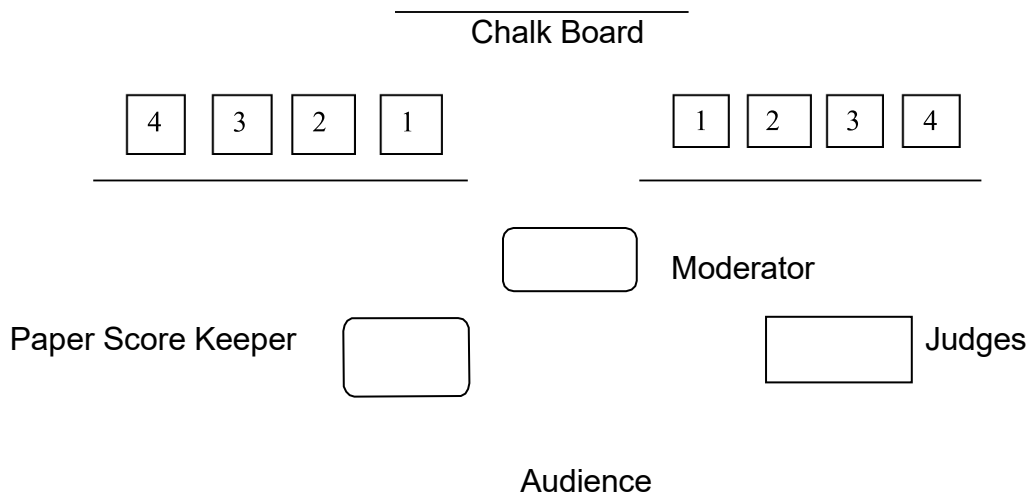 Chalk Board
4 3 2 1 1 2 3 4
Moderator
Paper Score Keeper
Judges
Audience